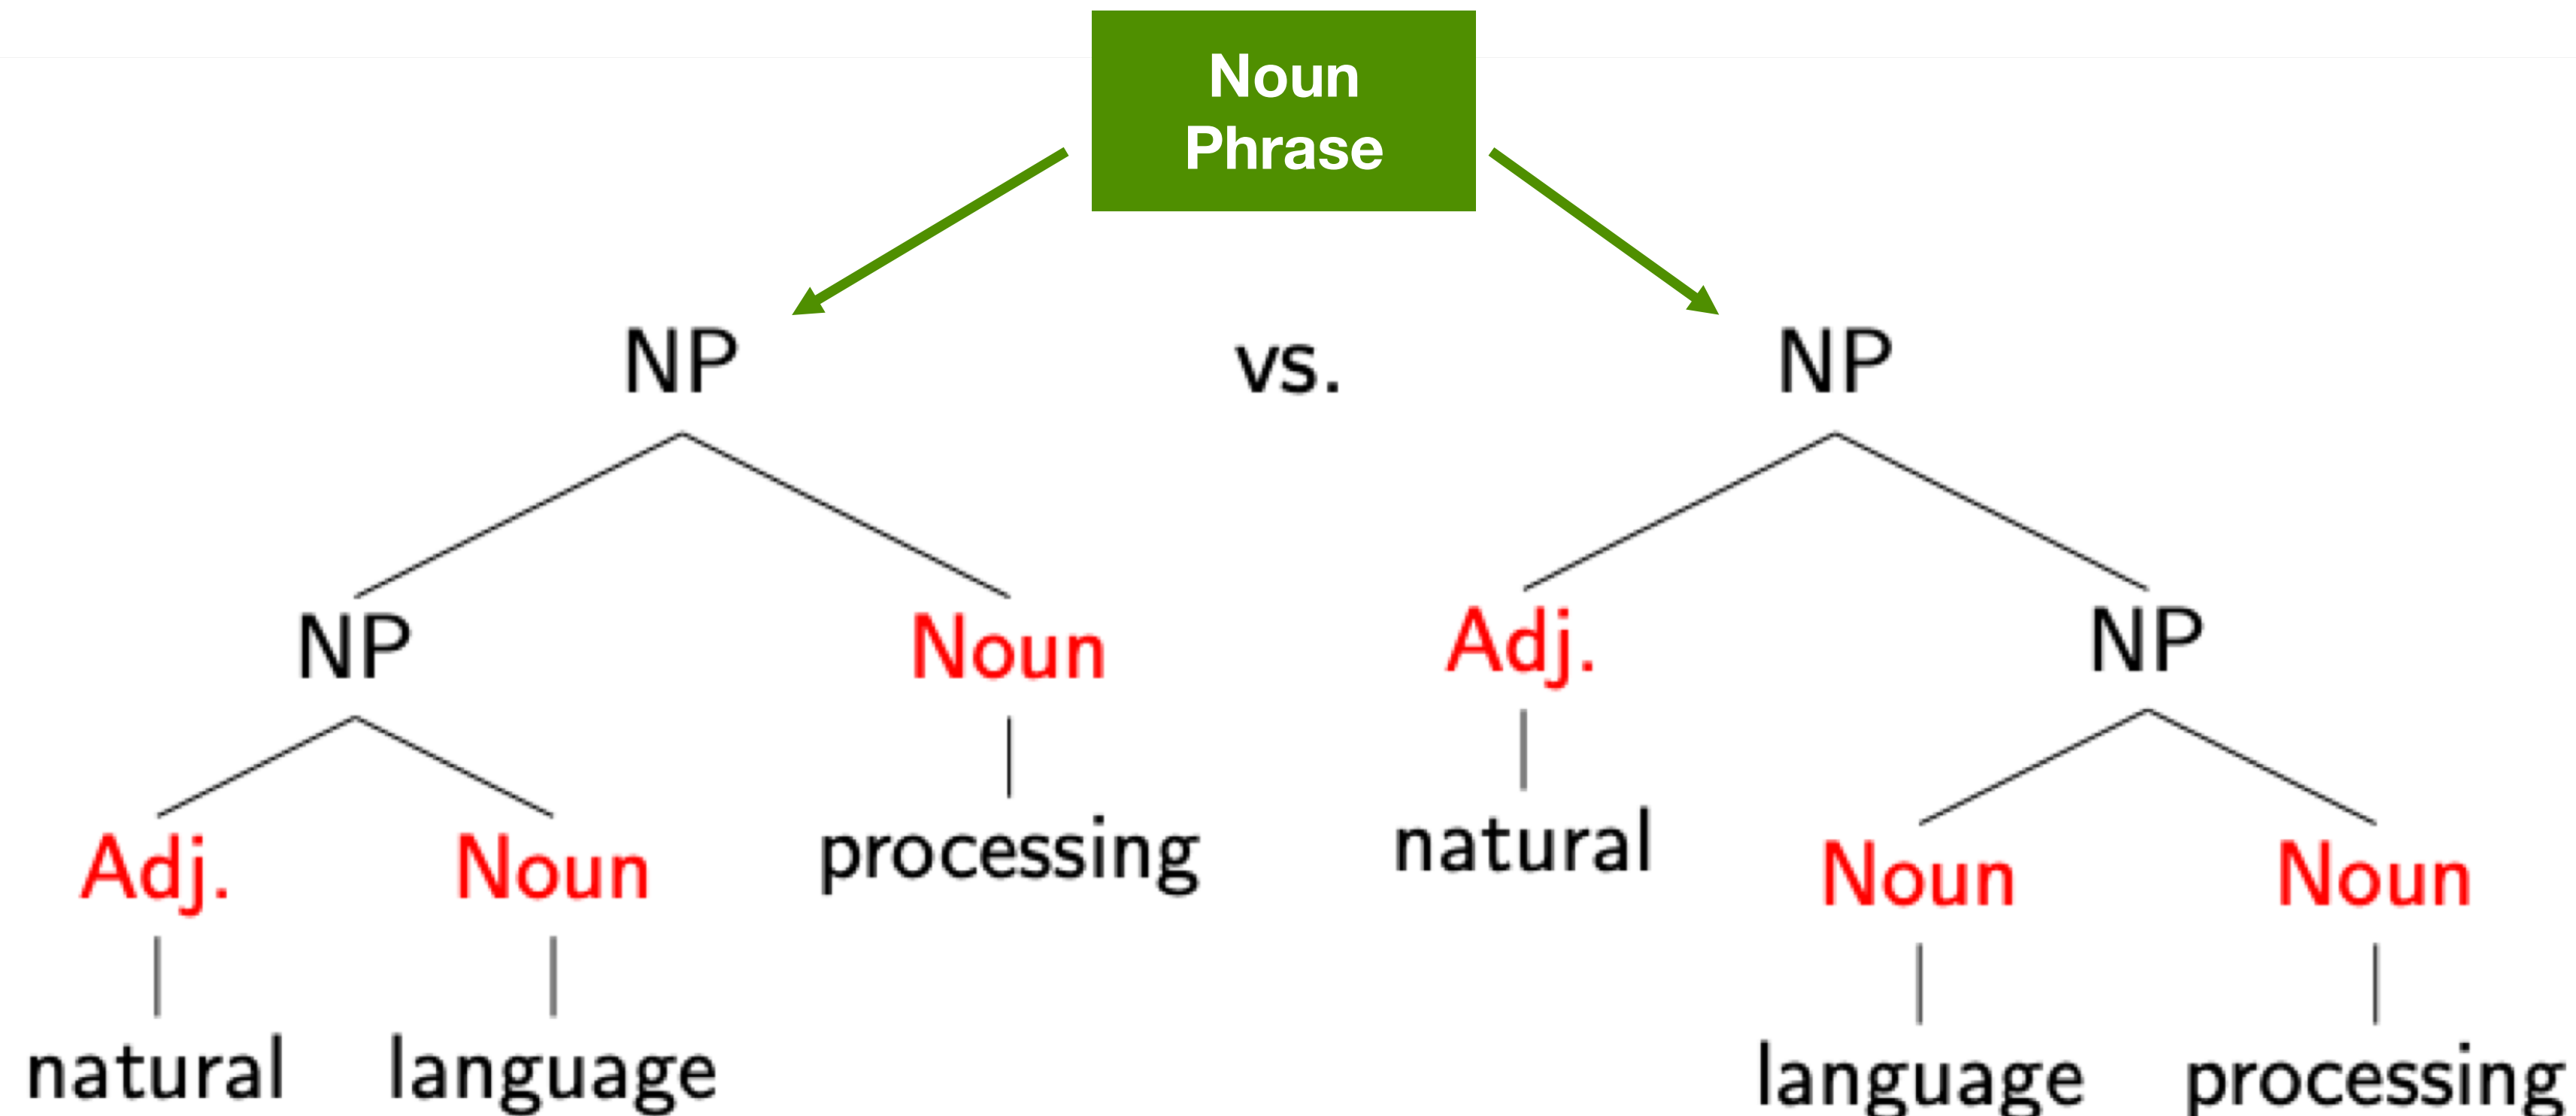 Noun
Phrase
NP vs. NP
NP Noun Adj. NP
Adj. Noun processing natural Noun Noun
natural language language processing